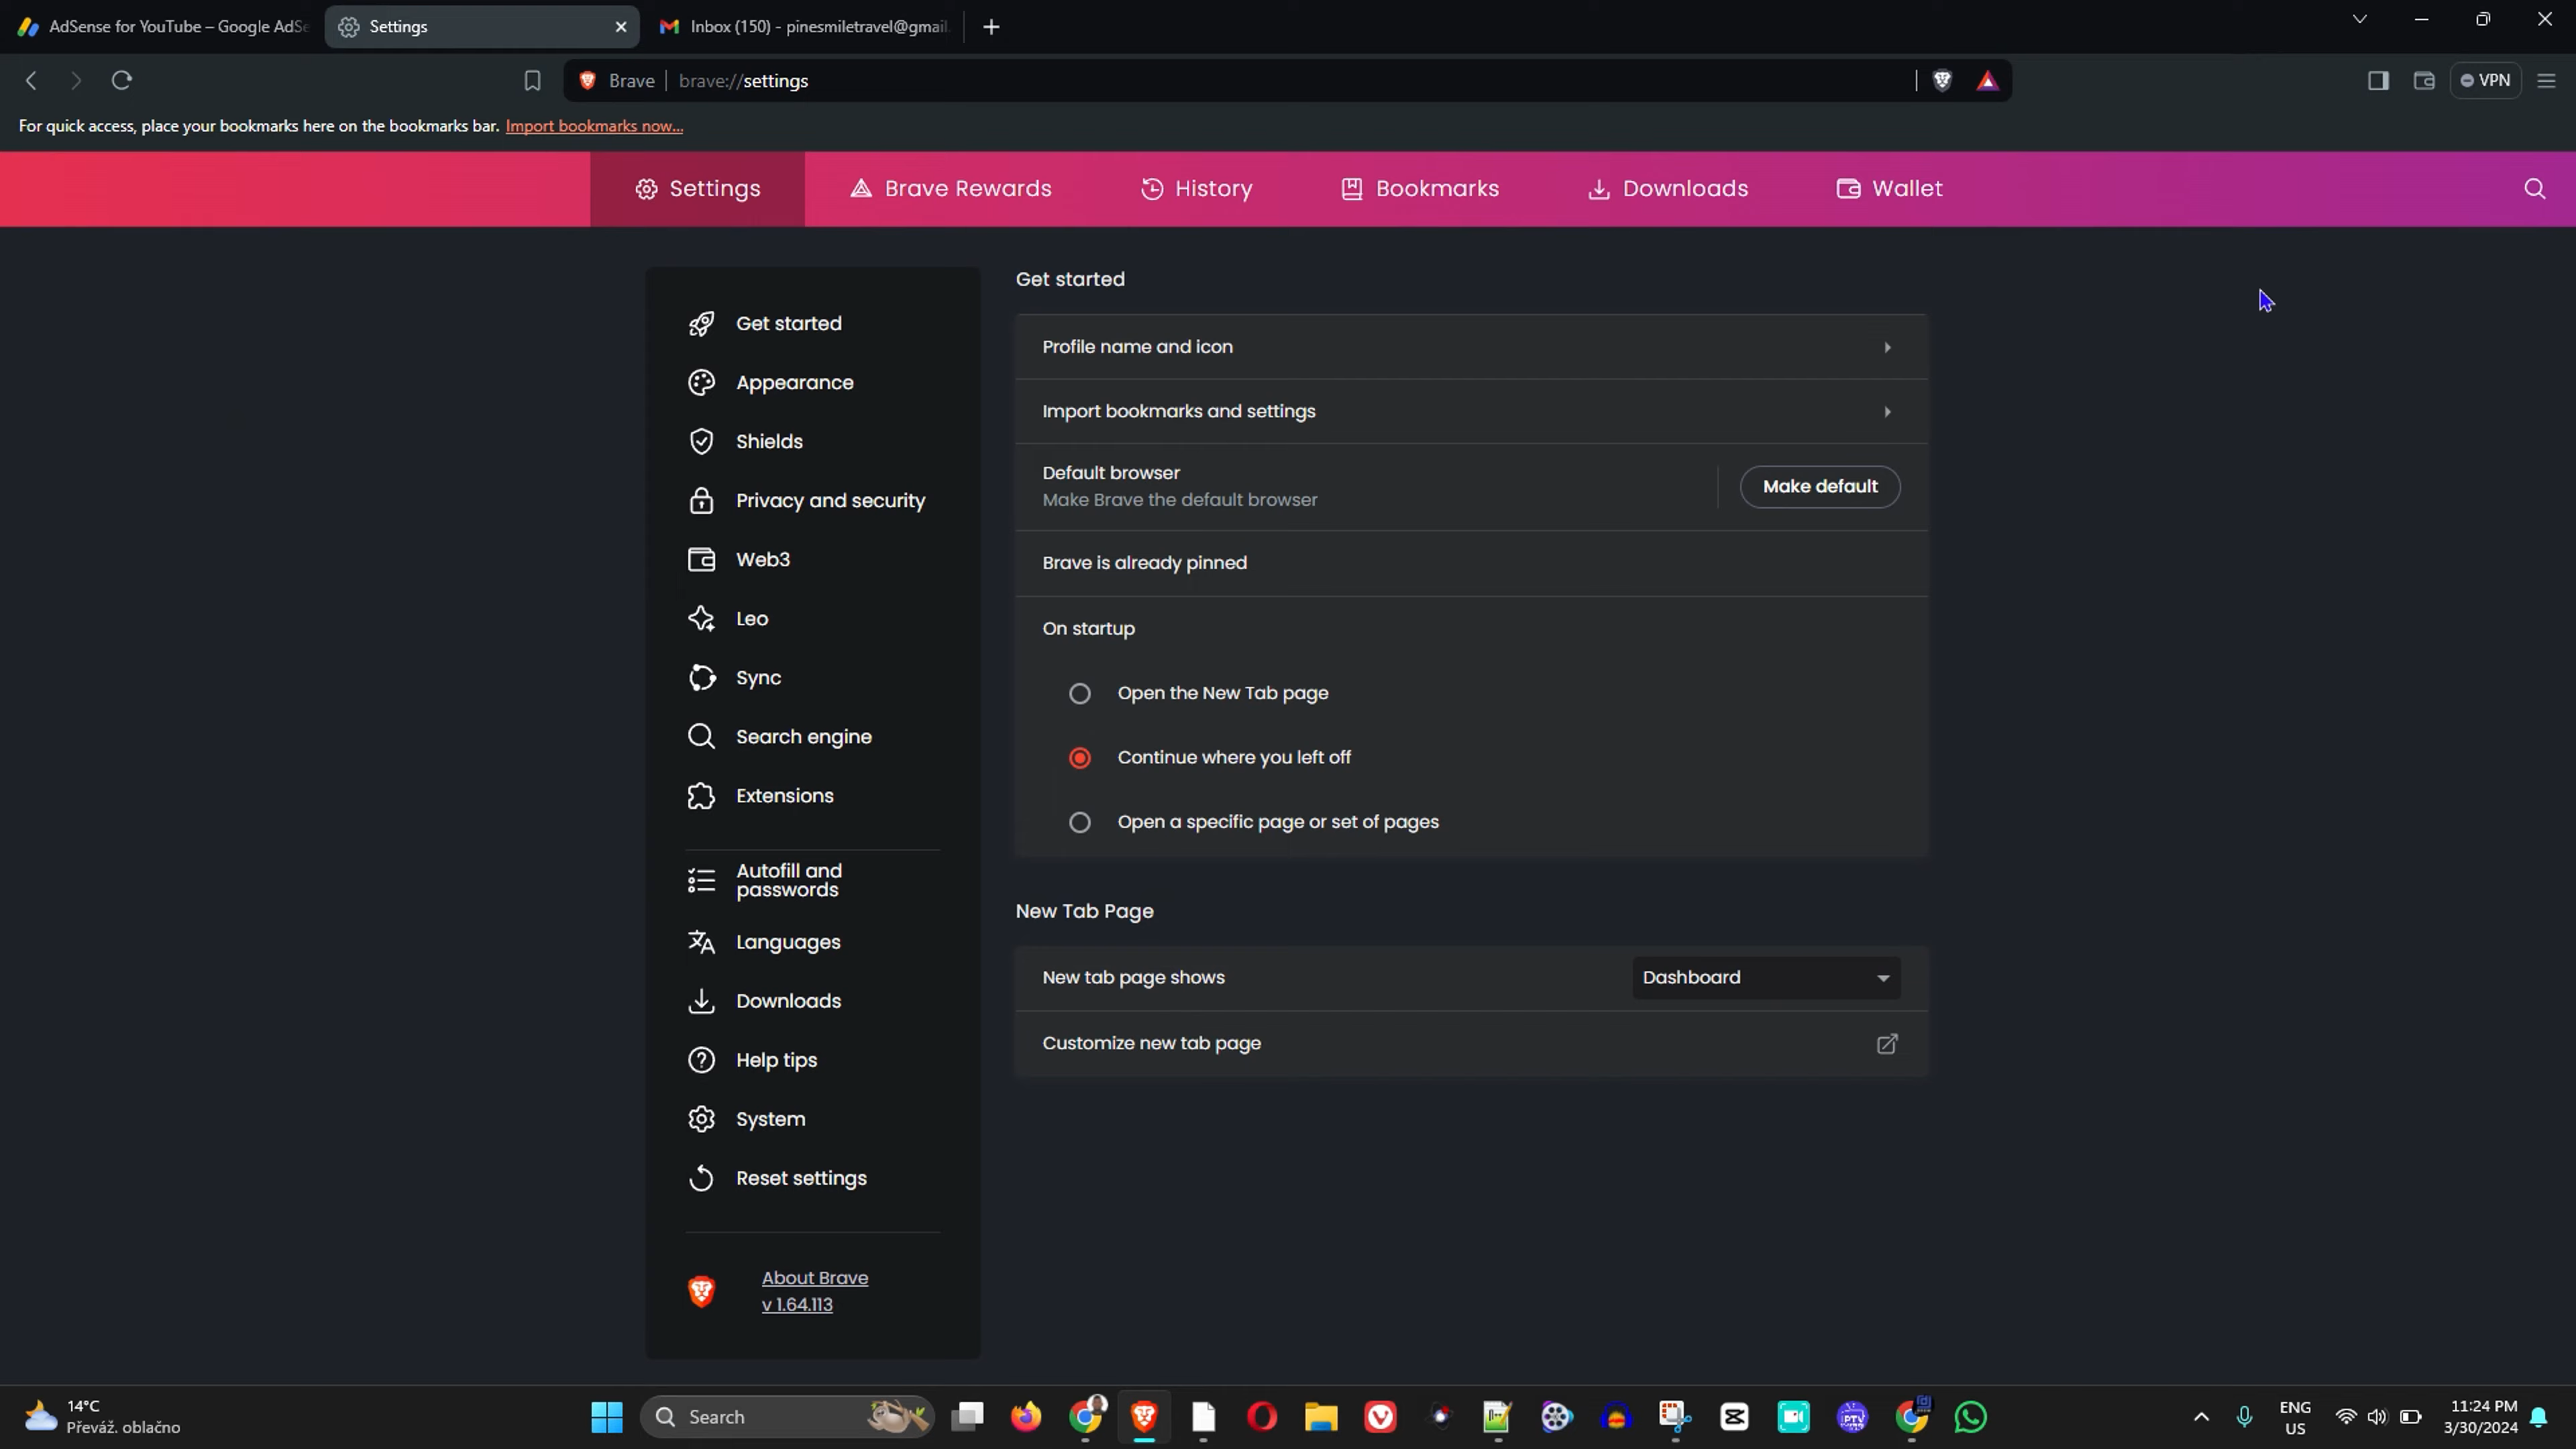 AdSense for YouTube – Google AdSe
Settings
Inbox (150) - pinesmiletravel@gmail.
Brave
brave://settings
VPN
For quick access, place your bookmarks here on the bookmarks bar. Import bookmarks now...
Settings
Brave Rewards
History
Bookmarks
Downloads
Wallet
Get started
Appearance
Shields
Privacy and security
Web3
Leo
Sync
Search engine
Extensions
Autofill and
passwords
Languages
Downloads
Help tips
System
Reset settings
About Brave
v 1.64.113
Get started
Profile name and icon
Import bookmarks and settings
Default browser
Make Brave the default browser
Make default
Brave is already pinned
On startup
Open the New Tab page
Continue where you left off
Open a specific page or set of pages
New Tab Page
New tab page shows
Dashboard
Customize new tab page
14°C
Převáž. oblačno
Search
IPTV
ENG
US
11:24 PM
3/30/2024